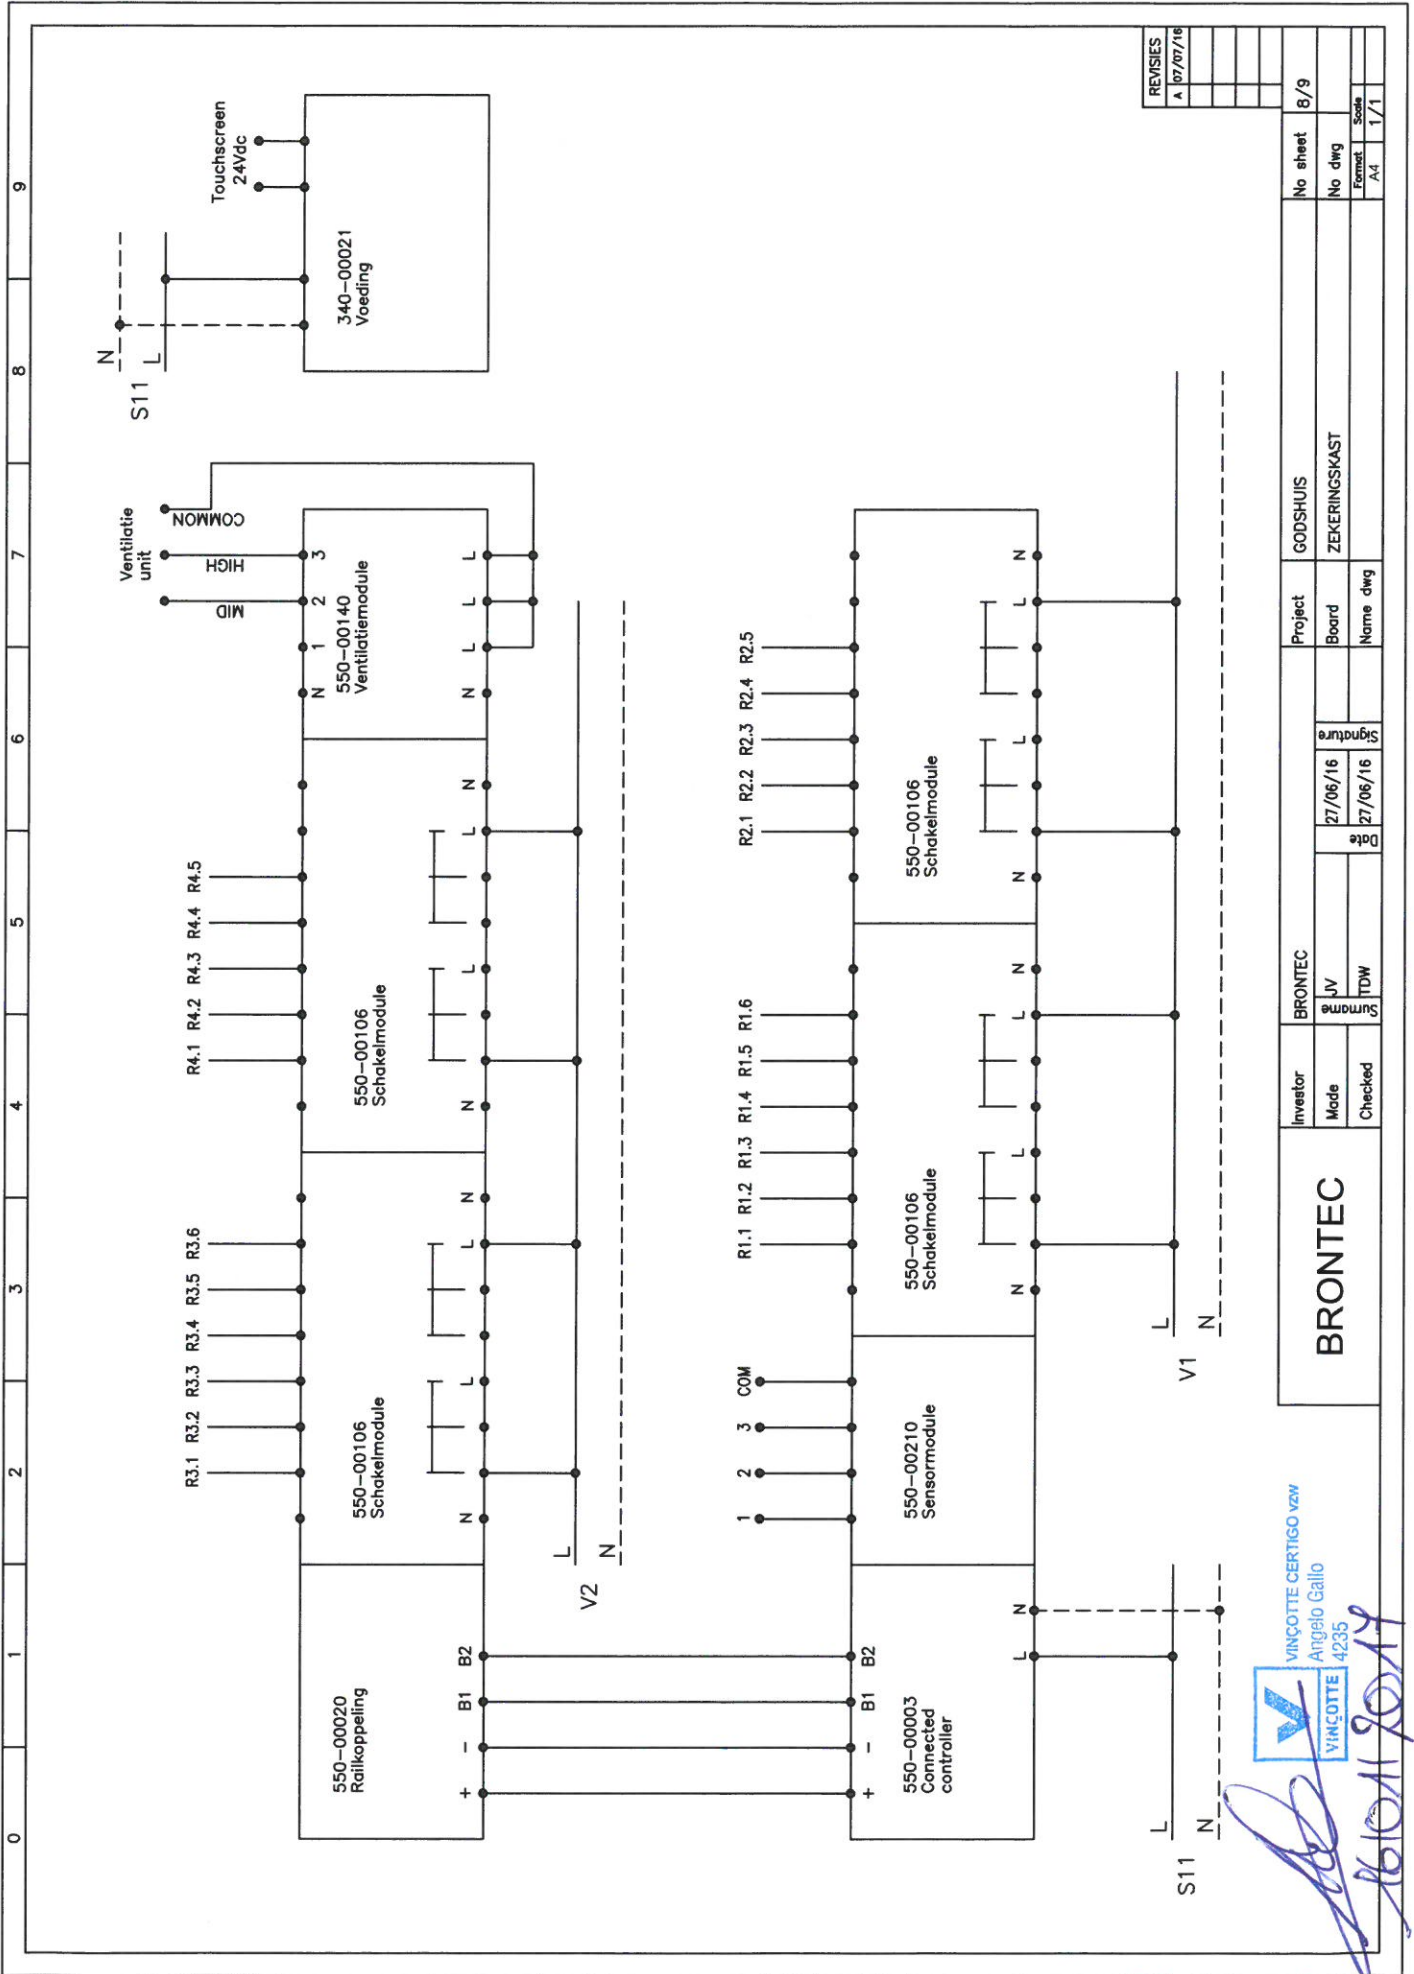 0 1 2 3 4 5 6 7 8 9
R3.1 R3.2 R3.3 R3.4 R3.5 R3.6
R4.1 R4.2 R4.3 R4.4 R4.5
Ventilatie
unit
MID HIGH COMMON
S11
N
L
Touchscreen
24Vdc
550-00020
Railkoppeling
+ - B1 B2
550-00106
Schakelmodule
N L L N
550-00106
Schakelmodule
N L L N
N 1 2 3
550-00140
Ventilatiemodule
N L L L
340-00021
Voeding
V2
L
N
1 2 3 COM
R1.1 R1.2 R1.3 R1.4 R1.5 R1.6
R2.1 R2.2 R2.3 R2.4 R2.5
+ - B1 B2
550-00003
Connected
controller
L N
550-00210
Sensormodule
550-00106
Schakelmodule
N L L N
550-00106
Schakelmodule
N L L N
S11
L
N
V1
L
N
REVISIES
A 07/07/16
BRONTEC
Investor BRONTEC
Made Surname JV Date 27/06/16 Signature
Checked TDW 27/06/16
Project GODSHUIS
Board ZEKERINGSKAST
Name dwg
No sheet 8/9
No dwg
Format A4
Scale 1/1
VINÇOTTE
VINÇOTTE CERTIGO vzw
Angelo Gallo
4235